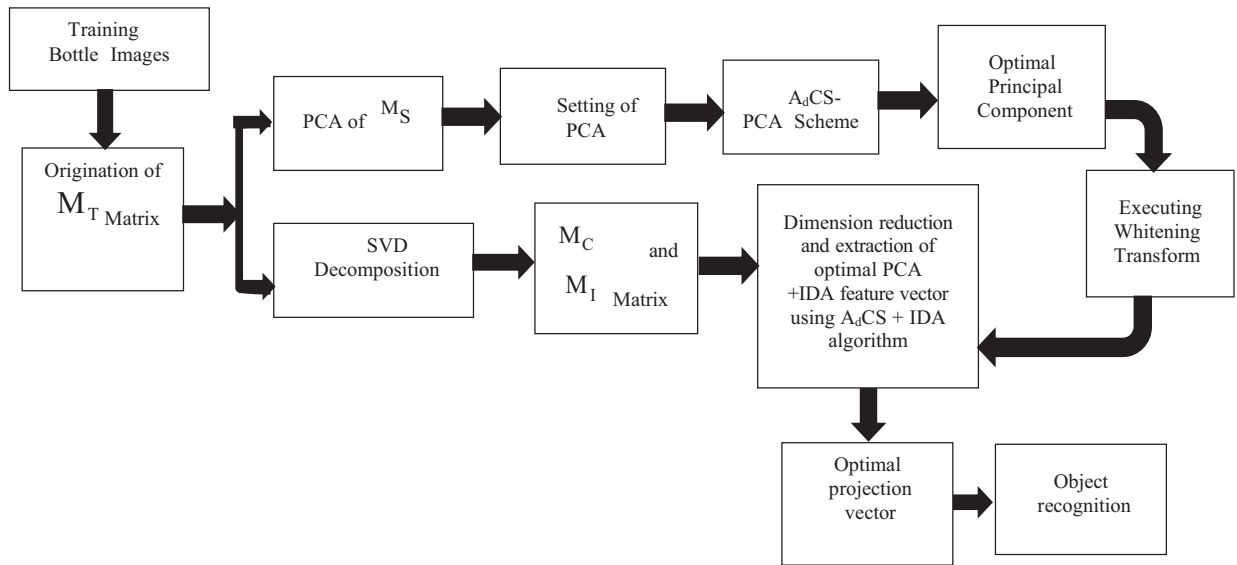 Training
Bottle Images
Origination of
M_T Matrix
PCA of M_S
Setting of
PCA
A_dCS-
PCA Scheme
Optimal
Principal
Component
Executing
Whitening
Transform
SVD
Decomposition
M_C and
M_I Matrix
Dimension reduction
and extraction of
optimal PCA
+IDA feature vector
using A_dCS + IDA
algorithm
Optimal
projection
vector
Object
recognition